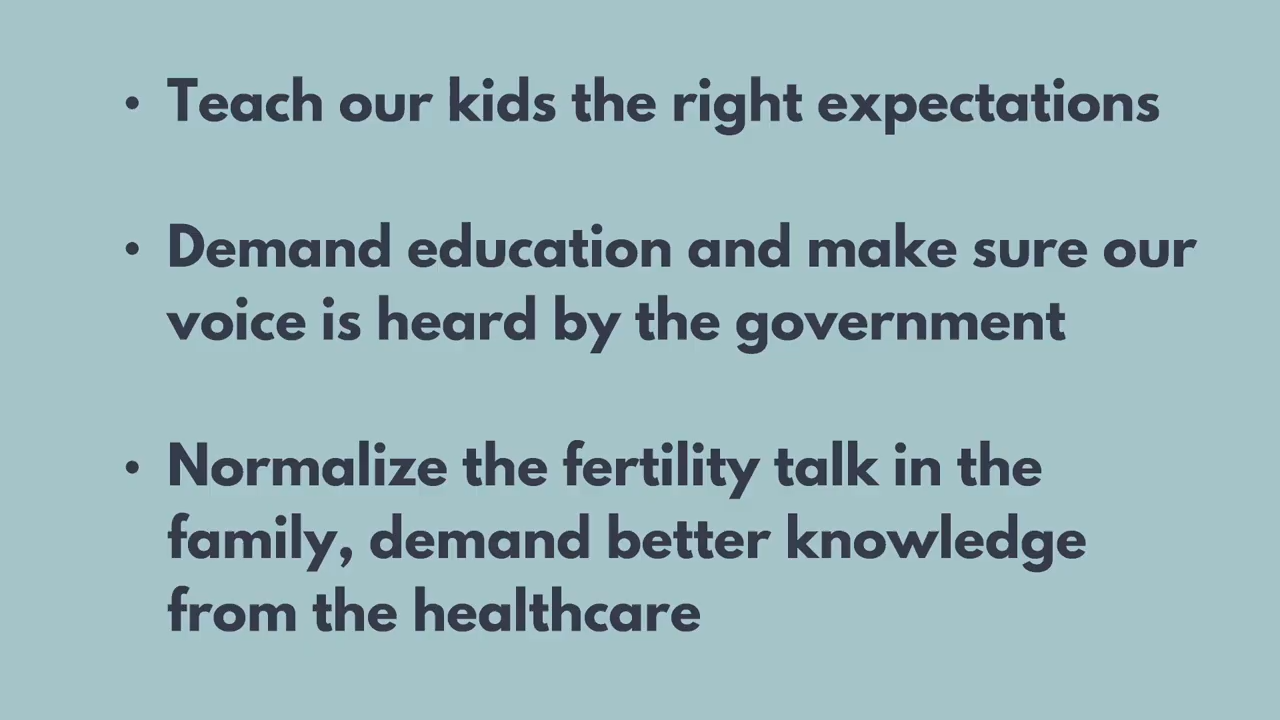 • Teach our kids the right expectations
• Demand education and make sure our
voice is heard by the government
• Normalize the fertility talk in the
family, demand better knowledge
from the healthcare